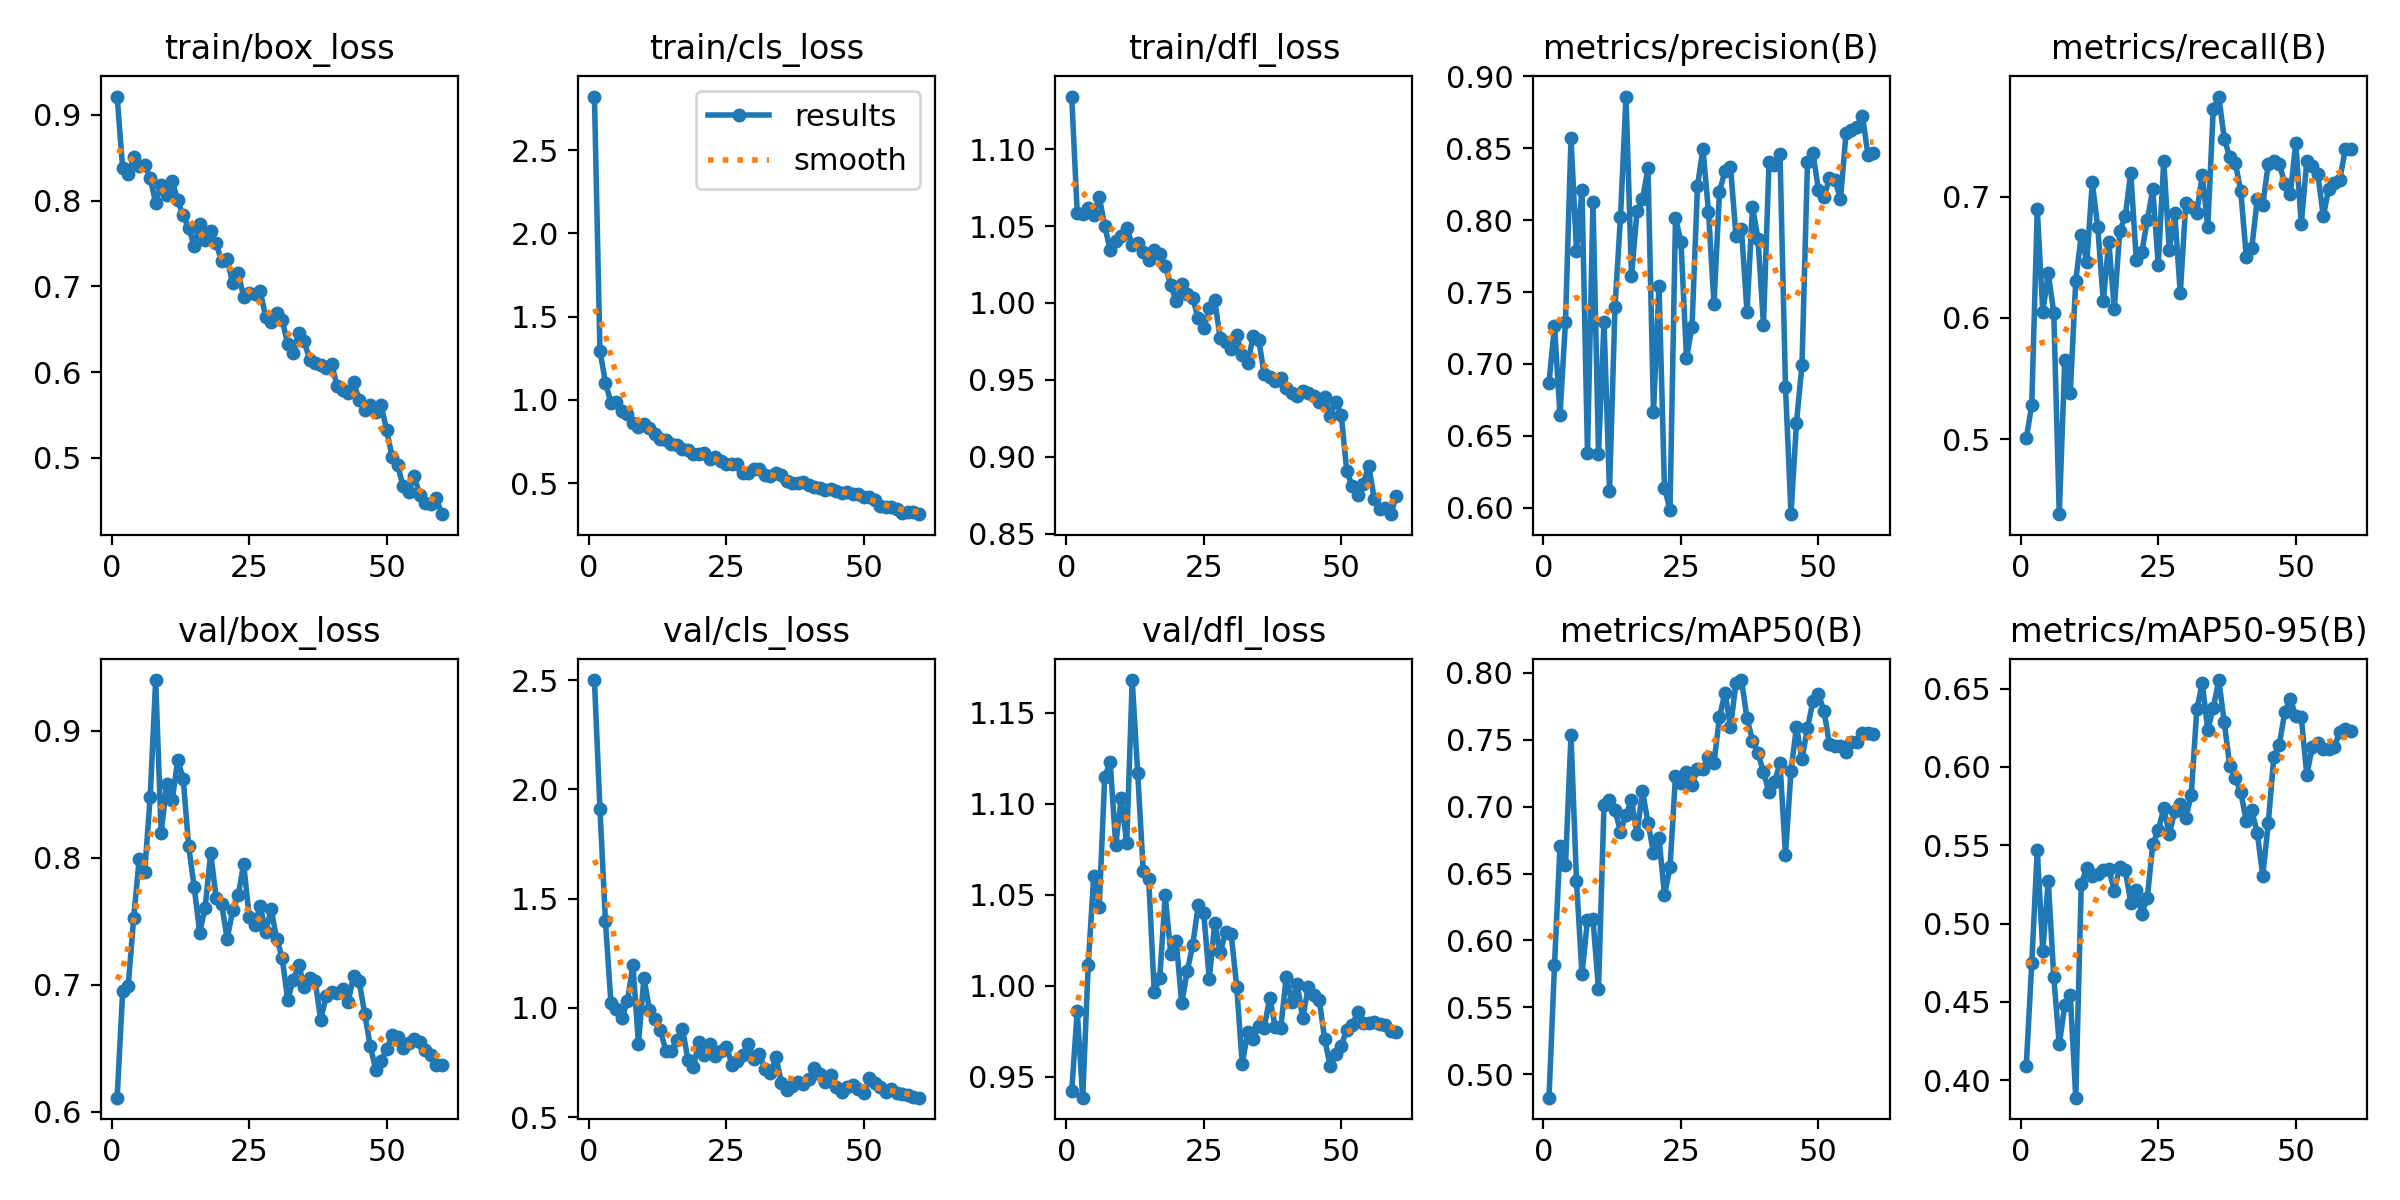 train/box_loss
train/cls_loss
train/dfl_loss
metrics/precision(B)
metrics/recall(B)
0.9
0.8
0.7
0.6
0.5
0 25 50
results
smooth
2.5
2.0
1.5
1.0
0.5
0 25 50
1.10
1.05
1.00
0.95
0.90
0.85
0 25 50
0.90
0.85
0.80
0.75
0.70
0.65
0.60
0 25 50
0.7
0.6
0.5
0 25 50
val/box_loss
val/cls_loss
val/dfl_loss
metrics/mAP50(B)
metrics/mAP50-95(B)
0.9
0.8
0.7
0.6
0 25 50
2.5
2.0
1.5
1.0
0.5
0 25 50
1.15
1.10
1.05
1.00
0.95
0 25 50
0.80
0.75
0.70
0.65
0.60
0.55
0.50
0 25 50
0.65
0.60
0.55
0.50
0.45
0.40
0 25 50